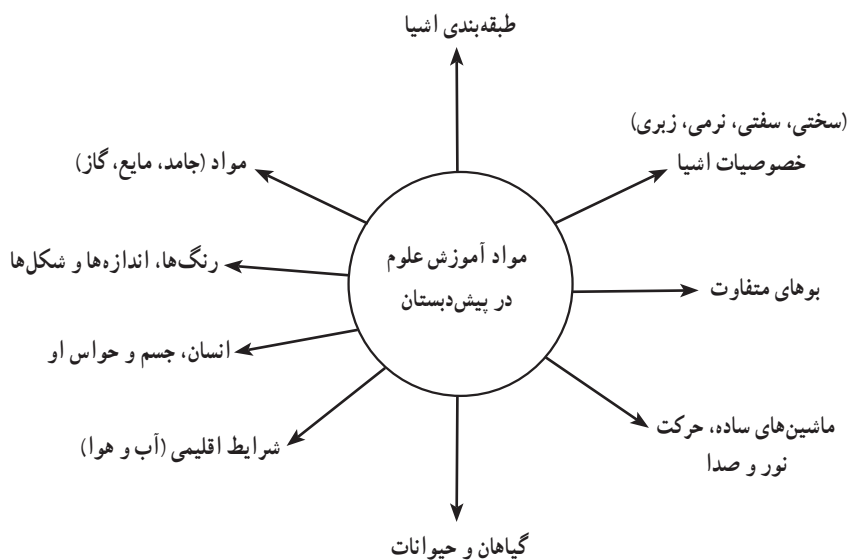 طبقه‌بندی اشیا
(سختی، سفتی، نرمی، زبری)
خصوصیات اشیا
مواد (جامد، مایع، گاز)
مواد آموزش علوم
در پیش‌دبستان
رنگ‌ها، اندازه‌ها و شکل‌ها
بوهای متفاوت
انسان، جسم و حواس او
ماشین‌های ساده، حرکت
نور و صدا
شرایط اقلیمی (آب و هوا)
گیاهان و حیوانات